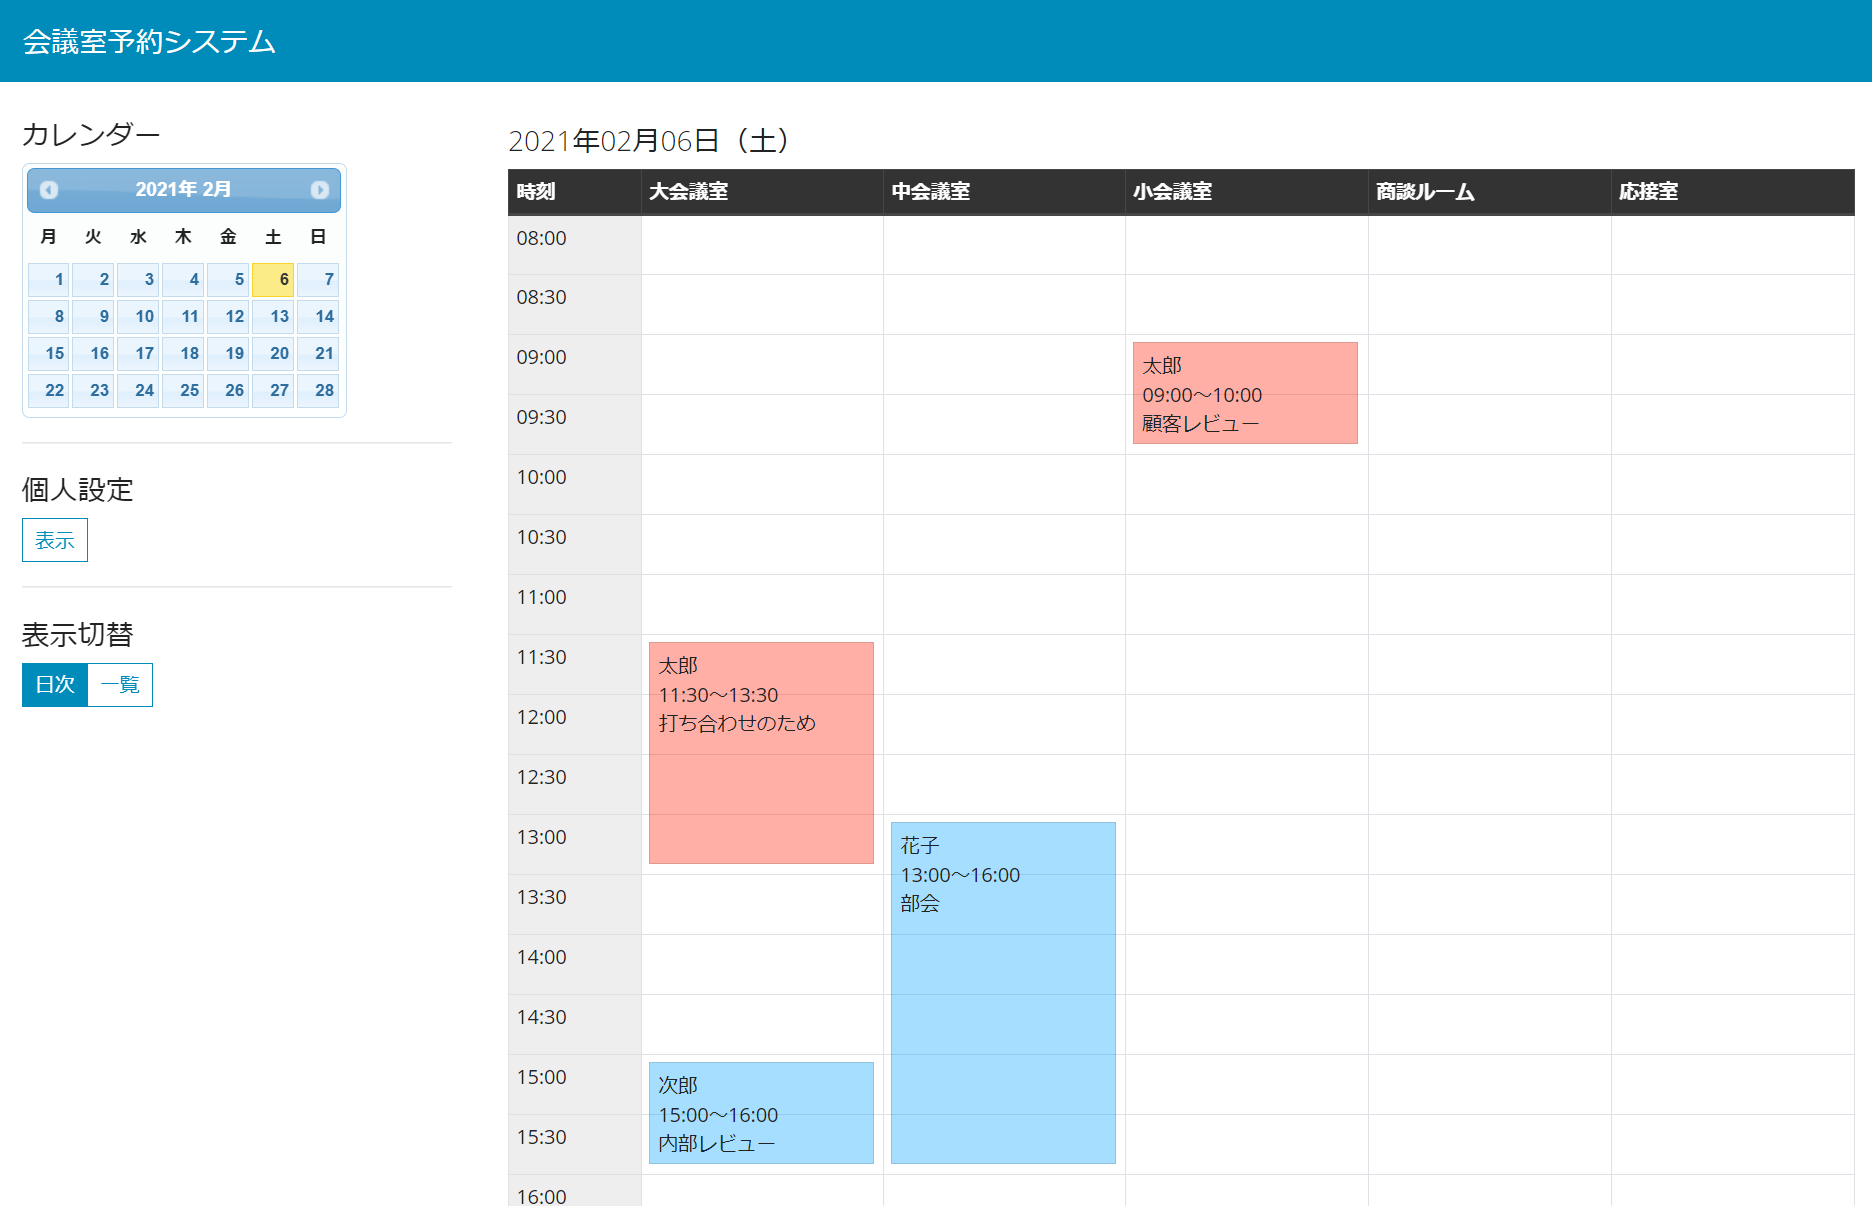 会議室予約システム
カレンダー
2021年 2月
月 火 水 木 金 土 日
1 2 3 4 5 6 7
8 9 10 11 12 13 14
15 16 17 18 19 20 21
22 23 24 25 26 27 28
個人設定
表示
表示切替
日次 一覧
2021年02月06日（土）
時刻 大会議室 中会議室 小会議室 商談ルーム 応接室
08:00
08:30
09:00
太郎
09:00～10:00
09:30
顧客レビュー
10:00
10:30
11:00
11:30
太郎
11:30～13:30
12:00
打ち合わせのため
12:30
13:00
花子
13:00～16:00
13:30
部会
14:00
14:30
15:00
次郎
15:00～16:00
15:30
内部レビュー
16:00